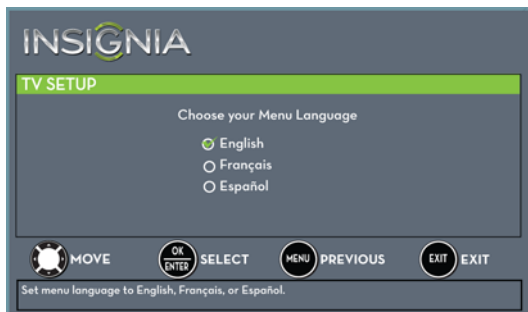 INSIGNIA
TV SETUP
Choose your Menu Language
English
Français
Español
MOVE
OK
ENTER
SELECT
MENU
PREVIOUS
EXIT
EXIT
Set menu language to English, Français, or Español.